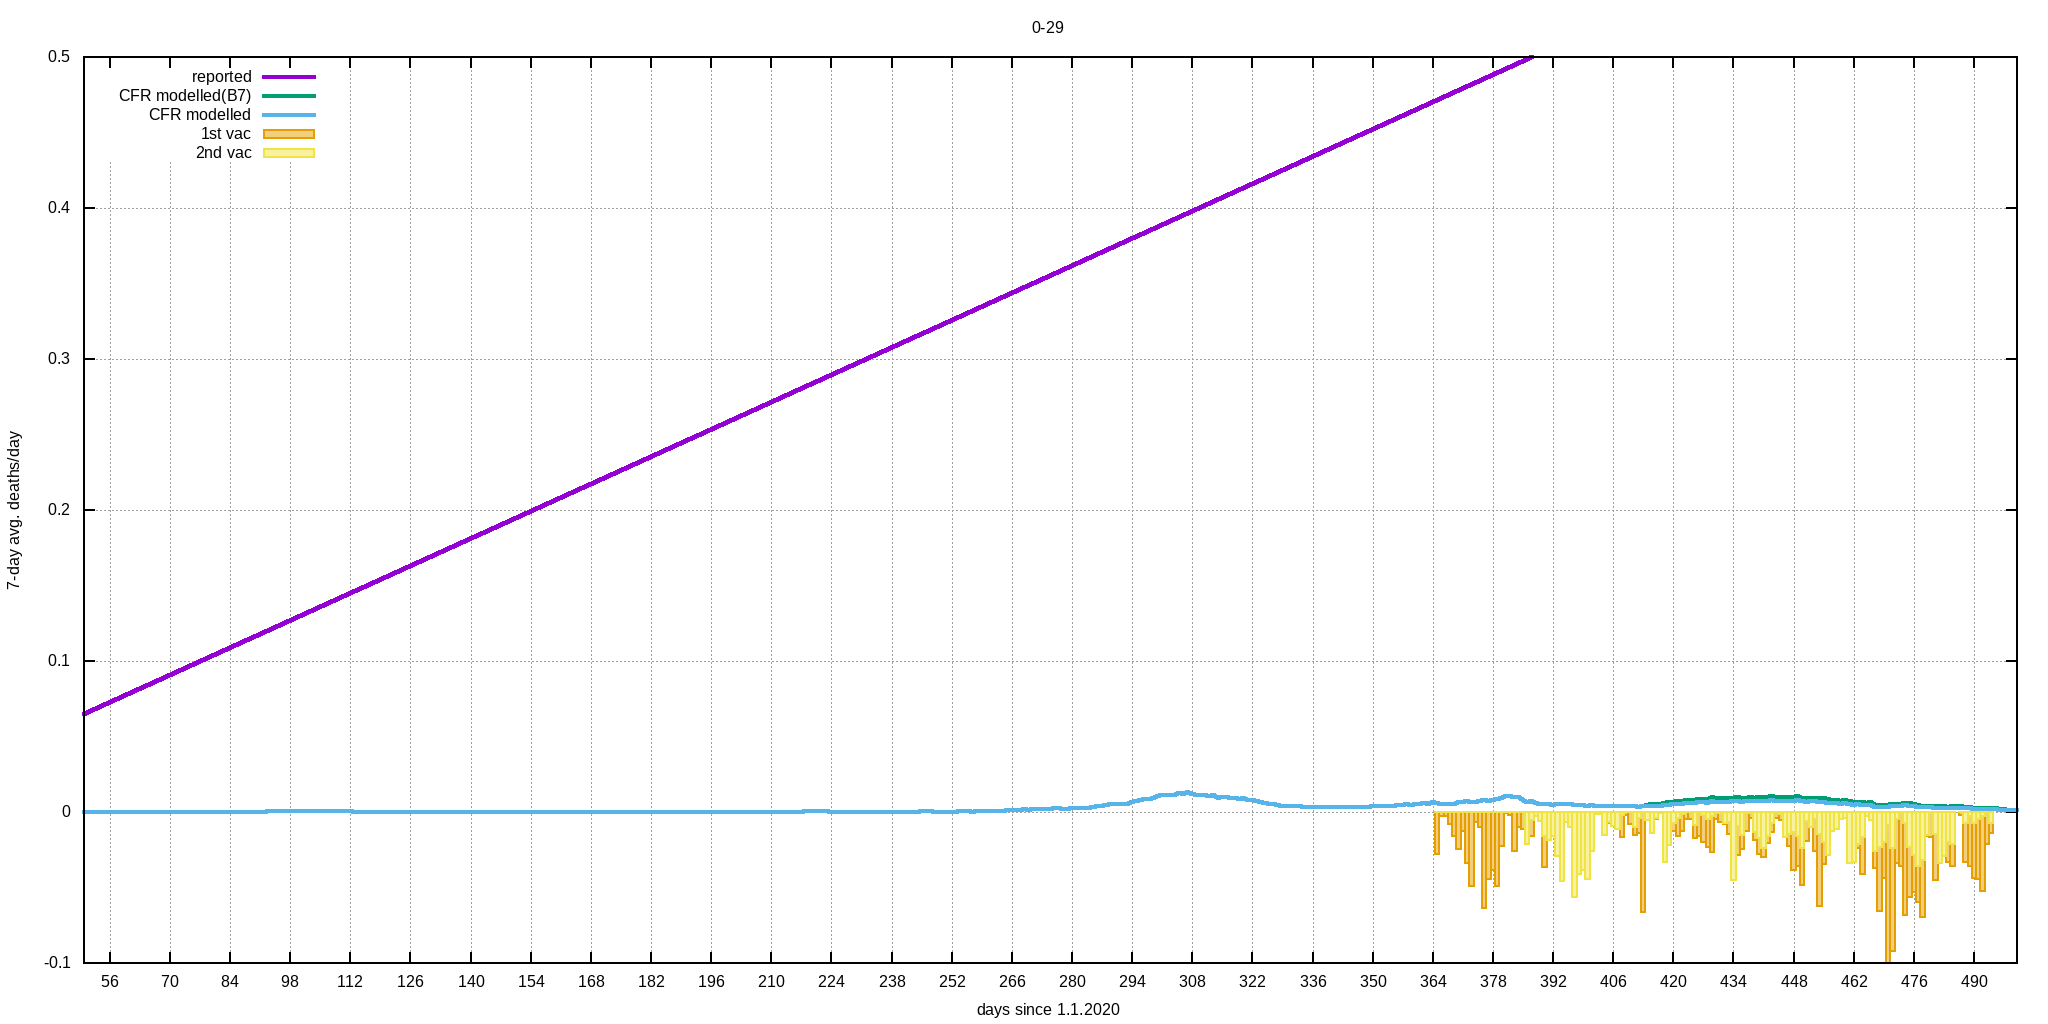 0-29
0.5
0.4
0.3
0.2
0.1
0
-0.1
7-day avg. deaths/day
reported
CFR modelled(B7)
CFR modelled
1st vac
2nd vac
56 70 84 98 112 126 140 154 168 182 196 210 224 238 252 266 280 294 308 322 336 350 364 378 392 406 420 434 448 462 476 490
days since 1.1.2020